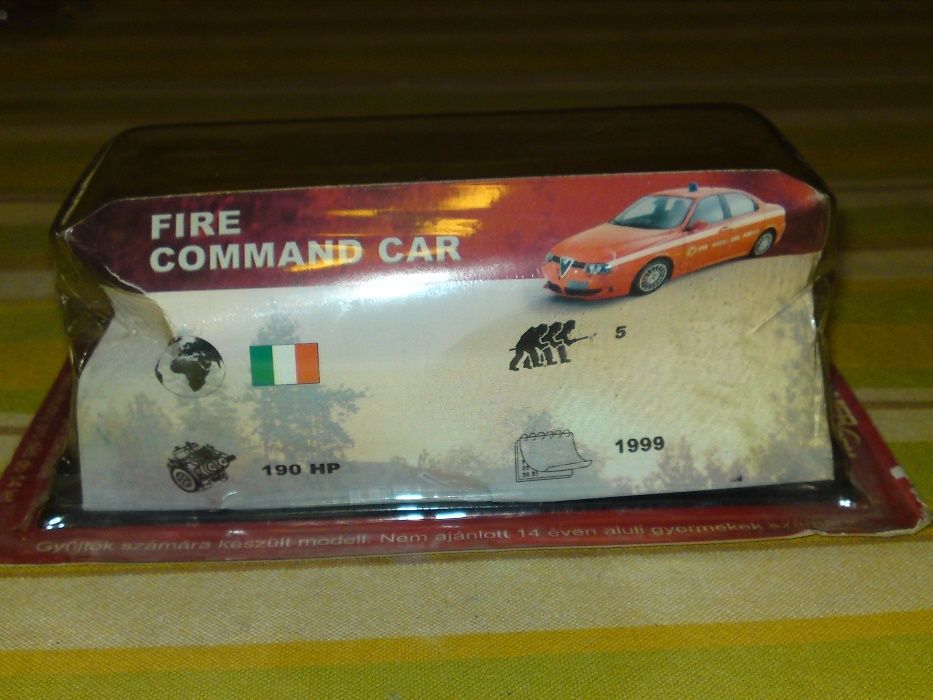 FIRE
COMMAND CAR
5
190 HP
1999
Gyűjtők számára készült modell. Nem ajánlott 14 éven aluli gyermekek